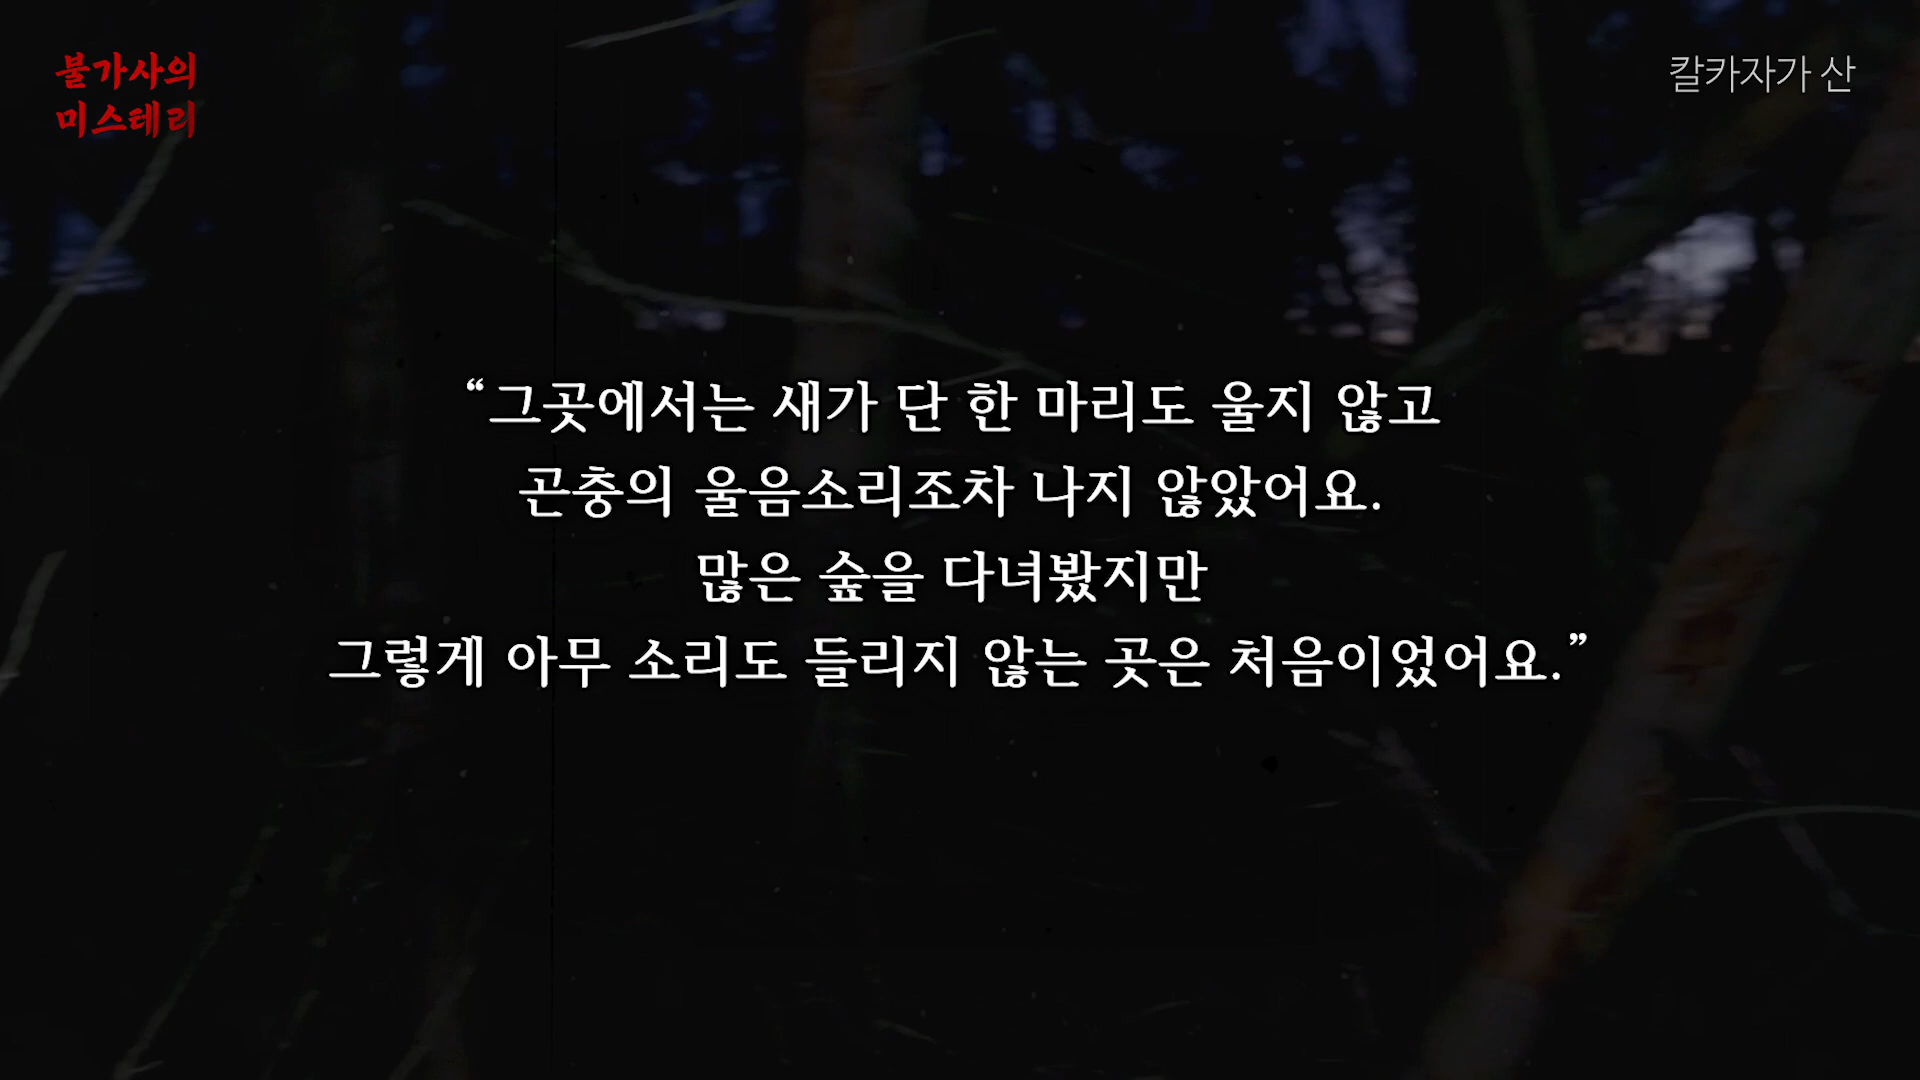 불가사의
미스테리
칼카자가 산
“그곳에서는 새가 단 한 마리도 울지 않고
곤충의 울음소리조차 나지 않았어요.
많은 숲을 다녀봤지만
그렇게 아무 소리도 들리지 않는 곳은 처음이었어요.”